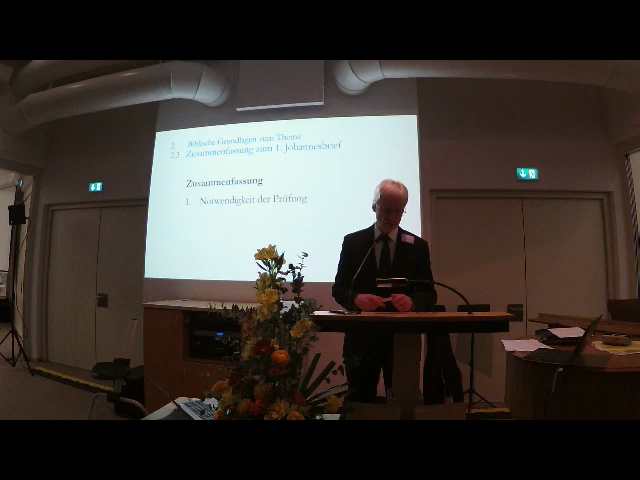 2. Biblische Grundlagen zum Thema
2.3 Zusammenfassung zum 1. Johannesbrief
Zusammenfassung
1. Notwendigkeit der Prüfung